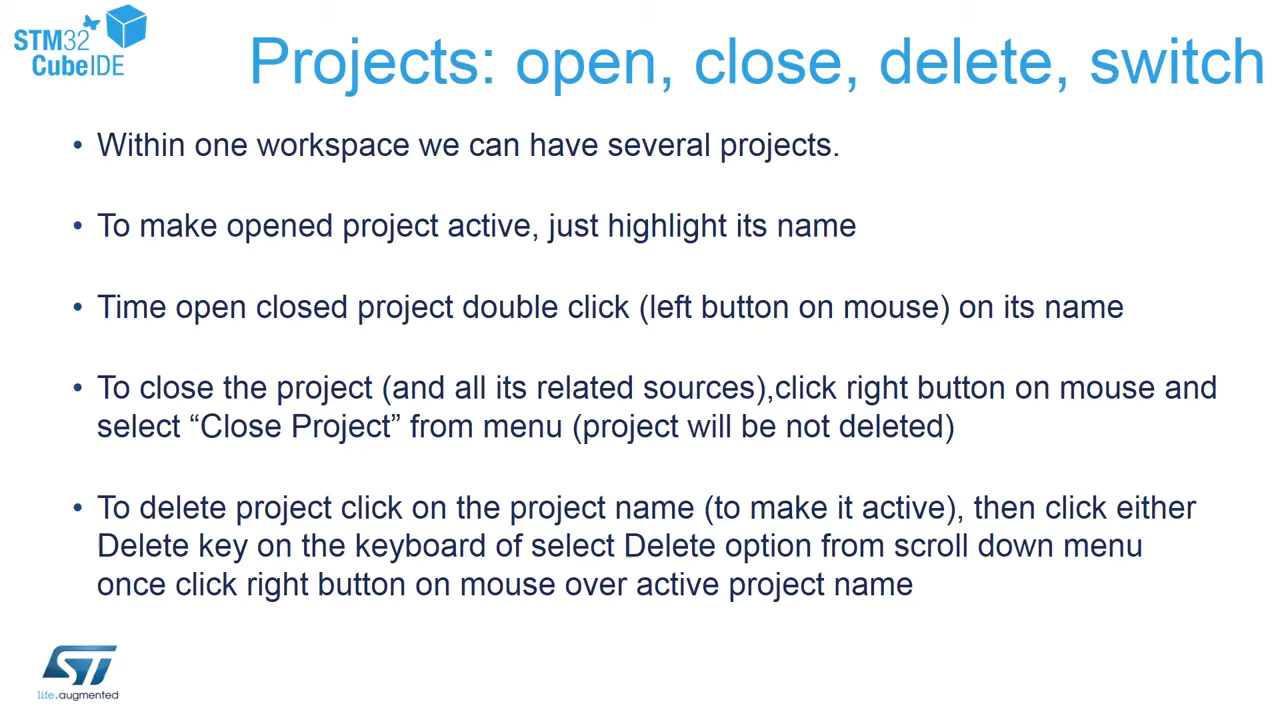 STM32
CubeIDE
Projects: open, close, delete, switch
• Within one workspace we can have several projects.
• To make opened project active, just highlight its name
• Time open closed project double click (left button on mouse) on its name
• To close the project (and all its related sources),click right button on mouse and
select “Close Project” from menu (project will be not deleted)
• To delete project click on the project name (to make it active), then click either
Delete key on the keyboard of select Delete option from scroll down menu
once click right button on mouse over active project name
ST
life.augmented